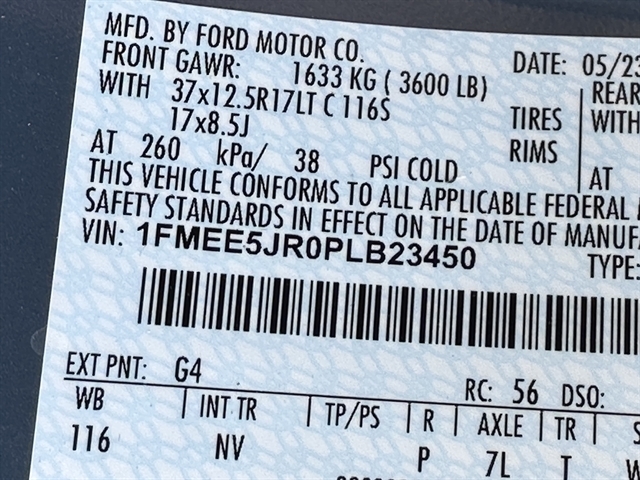 MFD. BY FORD MOTOR CO.
DATE: 05/23
FRONT GAWR: 1633 KG ( 3600 LB)
REAR
WITH 37x12.5R17LT C 116S TIRES
WITH
17x8.5J RIMS
AT 260 kPa/ 38 PSI COLD
AT
THIS VEHICLE CONFORMS TO ALL APPLICABLE FEDERAL
SAFETY STANDARDS IN EFFECT ON THE DATE OF MANUFA
VIN: 1FMEE5JR0PLB23450
TYPE:
EXT PNT: G4
RC: 56 DSO:
WB INT TR TP/PS R AXLE TR S
116 NV P 7L T W